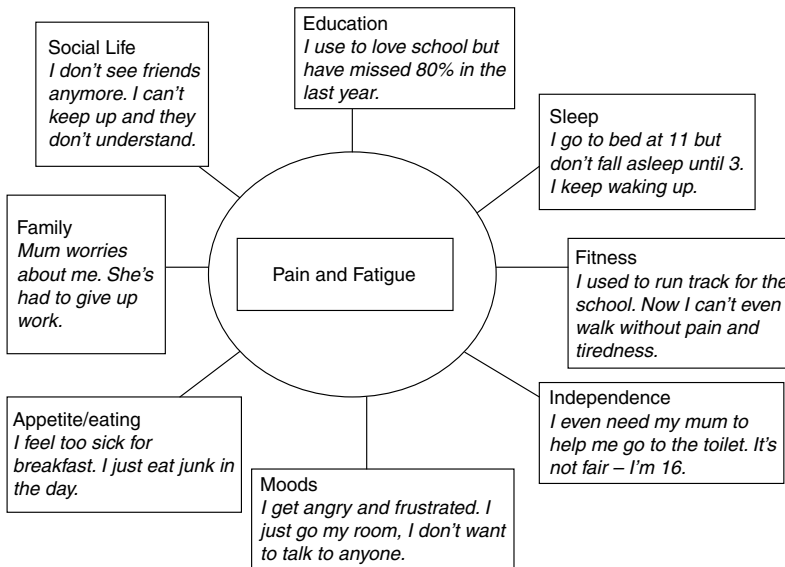 Social Life
I don't see friends
anymore. I can't
keep up and they
don't understand.
Education
I use to love school but
have missed 80% in the
last year.
Sleep
I go to bed at 11 but
don't fall asleep until 3.
I keep waking up.
Family
Mum worries
about me. She's
had to give up
work.
Pain and Fatigue
Fitness
I used to run track for the
school. Now I can't even
walk without pain and
tiredness.
Appetite/eating
I feel too sick for
breakfast. I just eat junk in
the day.
Moods
I get angry and frustrated. I
just go my room, I don't want
to talk to anyone.
Independence
I even need my mum to
help me go to the toilet. It's
not fair – I'm 16.